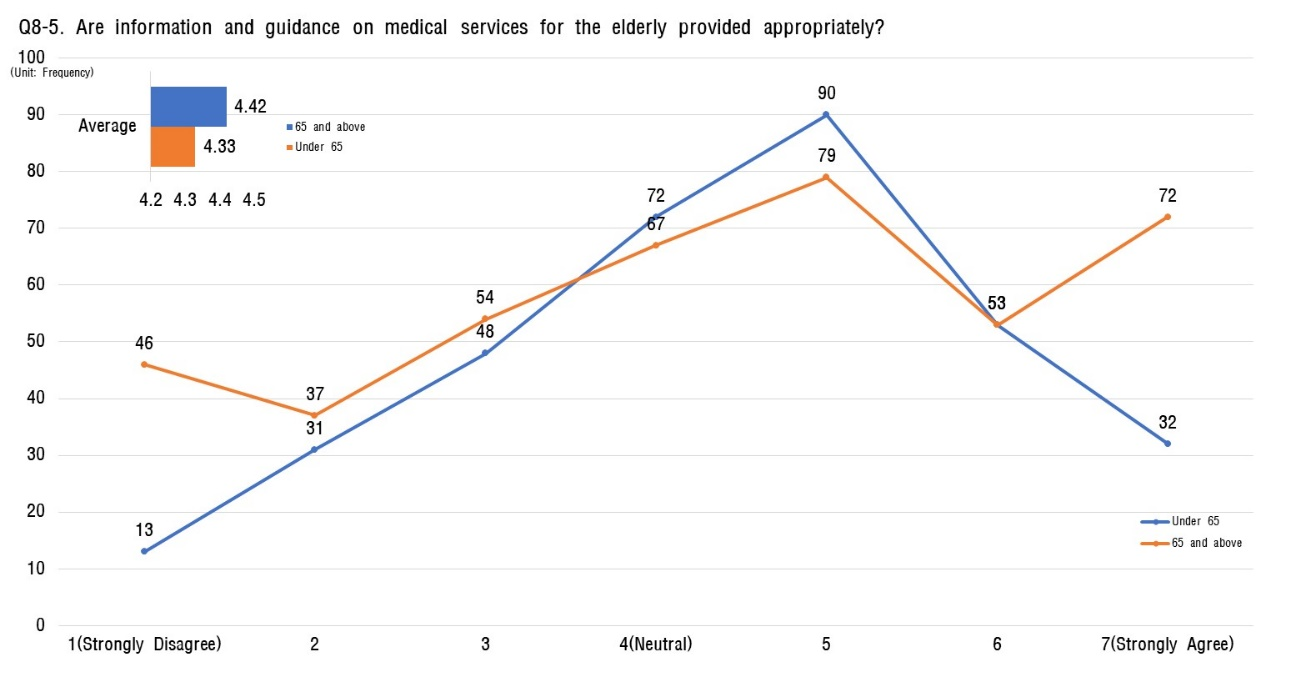 Q8-5. Are information and guidance on medical services for the elderly provided appropriately?
100
(Unit: Frequency)
90
80
70
60
50
40
30
20
10
0
Average
4.42
4.33
65 and above
Under 65
4.2 4.3 4.4 4.5
46
13
37
31
54
48
72
67
90
79
53
72
32
Under 65
65 and above
1(Strongly Disagree) 2 3 4(Neutral) 5 6 7(Strongly Agree)